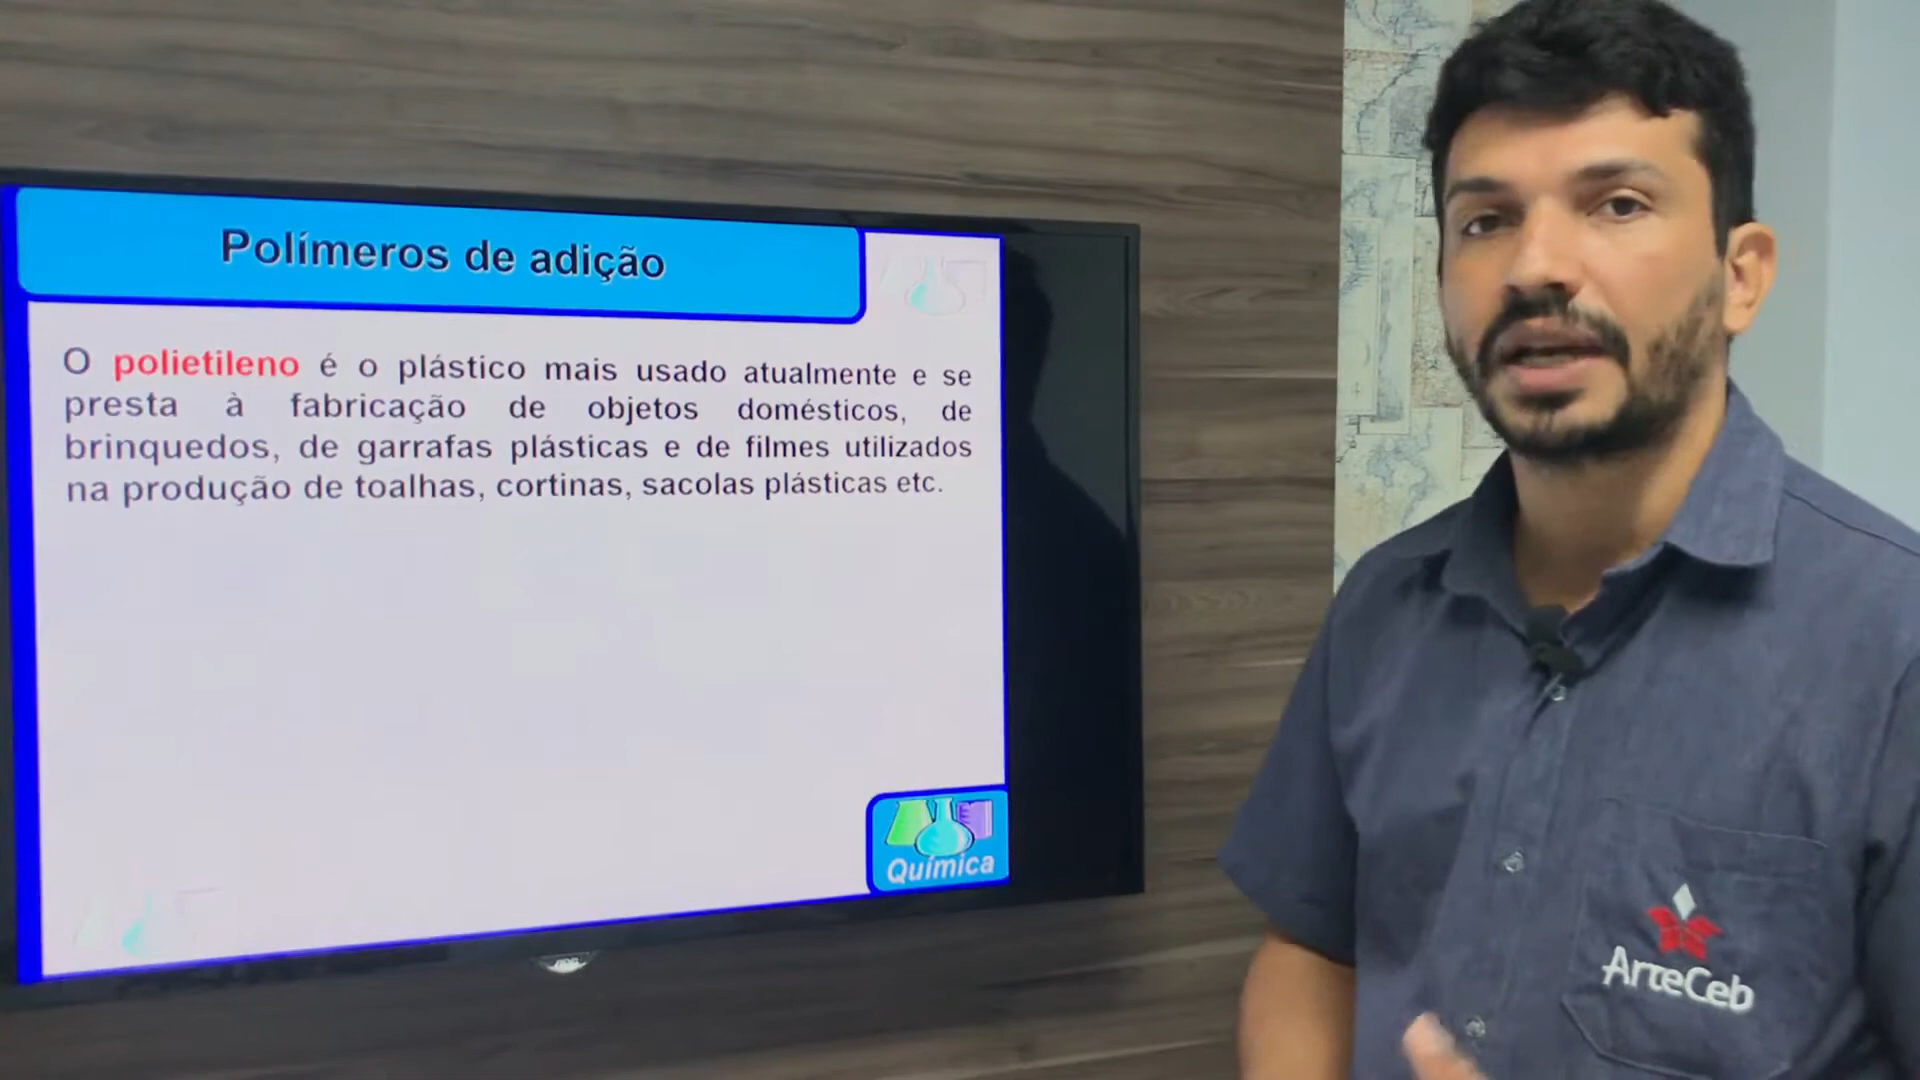 Polímeros de adição
O polietileno é o plástico mais usado atualmente e se
presta à fabricação de objetos domésticos, de
brinquedos, de garrafas plásticas e de filmes utilizados
na produção de toalhas, cortinas, sacolas plásticas etc.
Química
ArteCeb